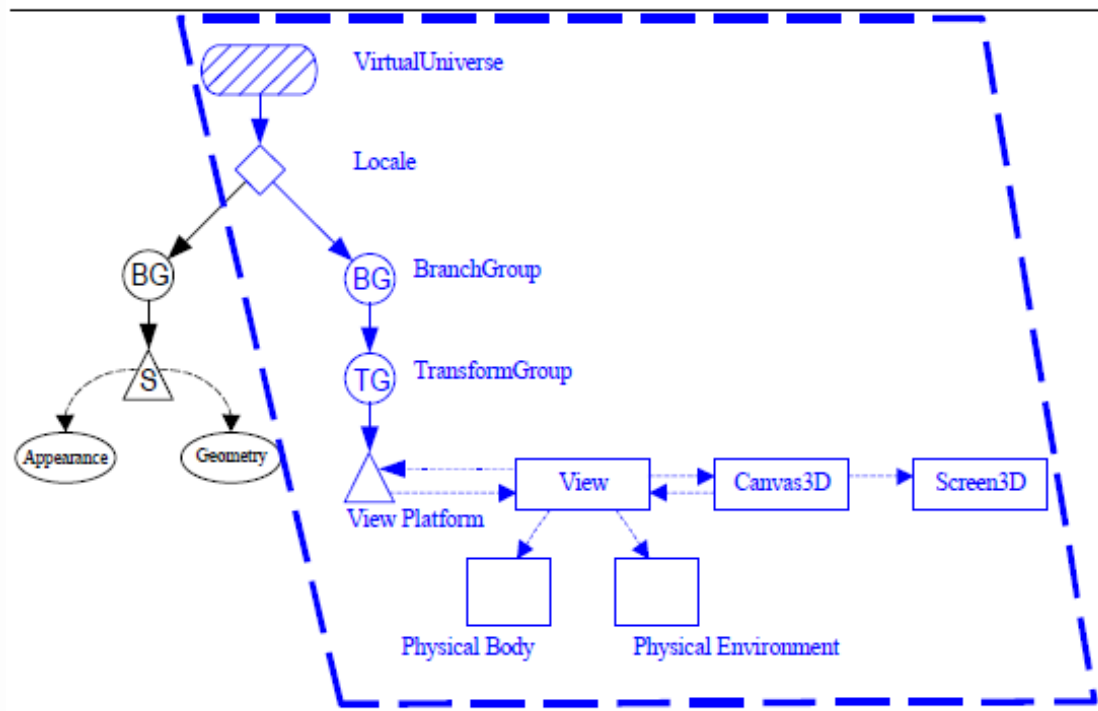 VirtualUniverse
Locale
BG
BG
BranchGroup
S
TG
TransformGroup
Appearance
Geometry
View
Canvas3D
Screen3D
View Platform
Physical Body
Physical Environment